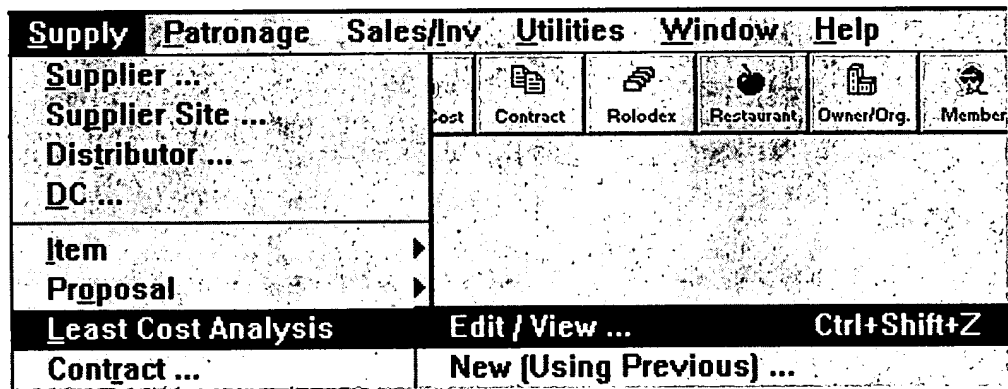 Supply Patronage Sales/Inv Utilities Window Help
Supplier ...
Supplier Site ...
Distributor ...
DC ...
Cost Contract Rolodex Restaurant Owner/Org. Member
Item
Proposal
Least Cost Analysis Edit / View ... Ctrl+Shift+Z
Contract ... New (Using Previous) ...